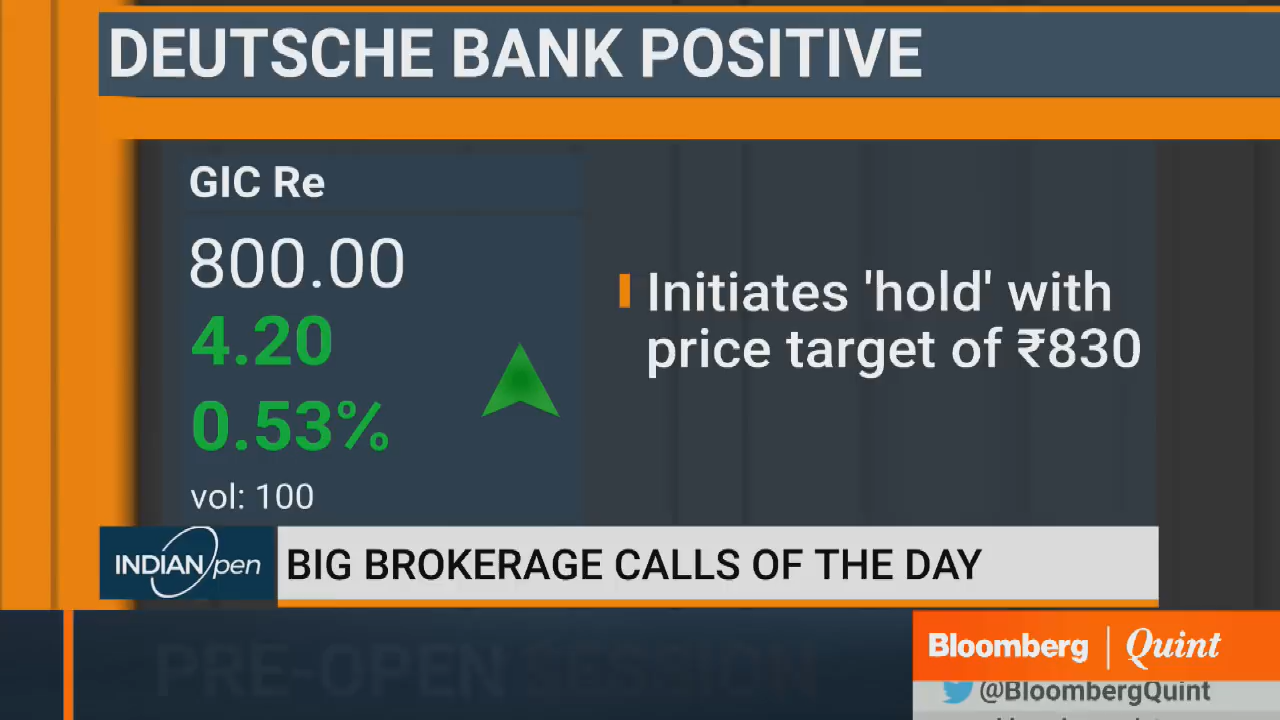 DEUTSCHE BANK POSITIVE
GIC Re
800.00
4.20
0.53%
vol: 100
Initiates 'hold' with
price target of ₹830
INDIAN Open
BIG BROKERAGE CALLS OF THE DAY
PRE-OPEN SESSION
Bloomberg | Quint
@BloombergQuint